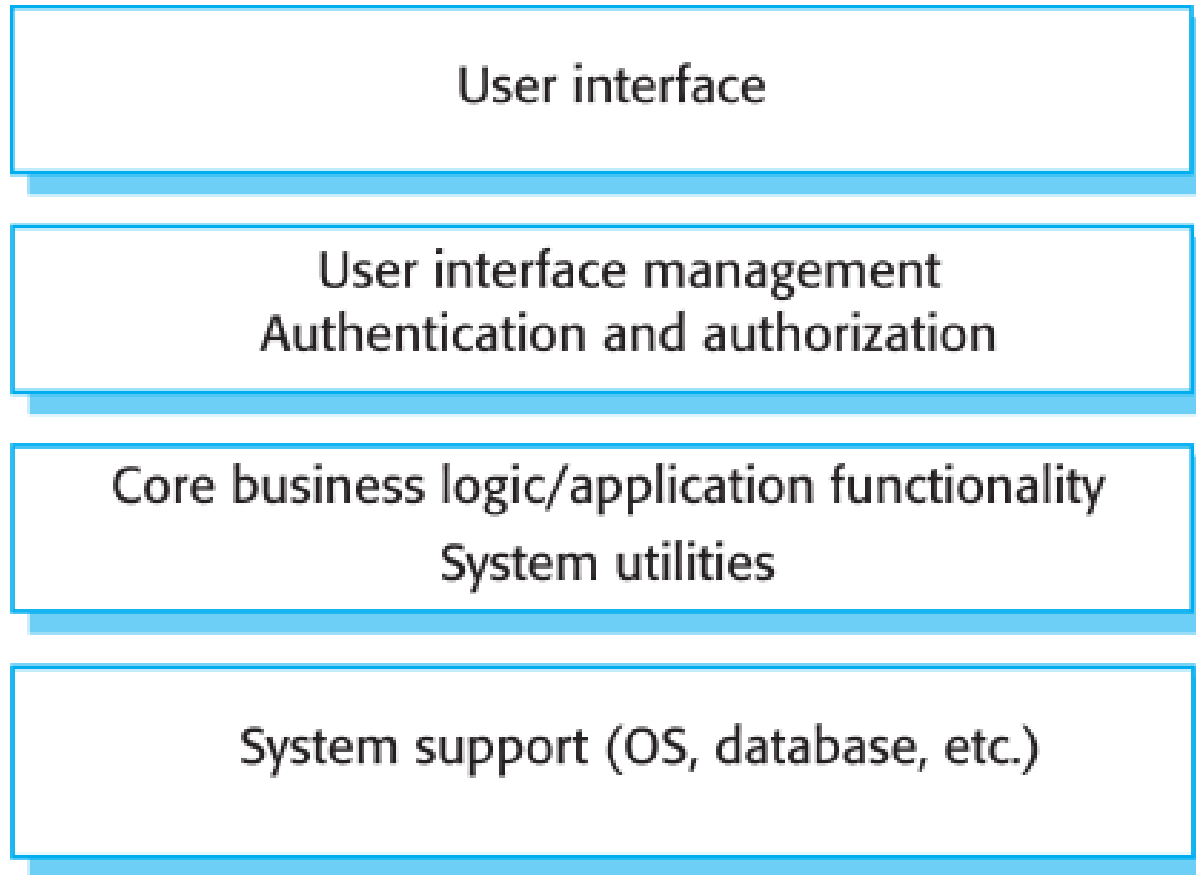 User interface
User interface management
Authentication and authorization
Core business logic/application functionality
System utilities
System support (OS, database, etc.)